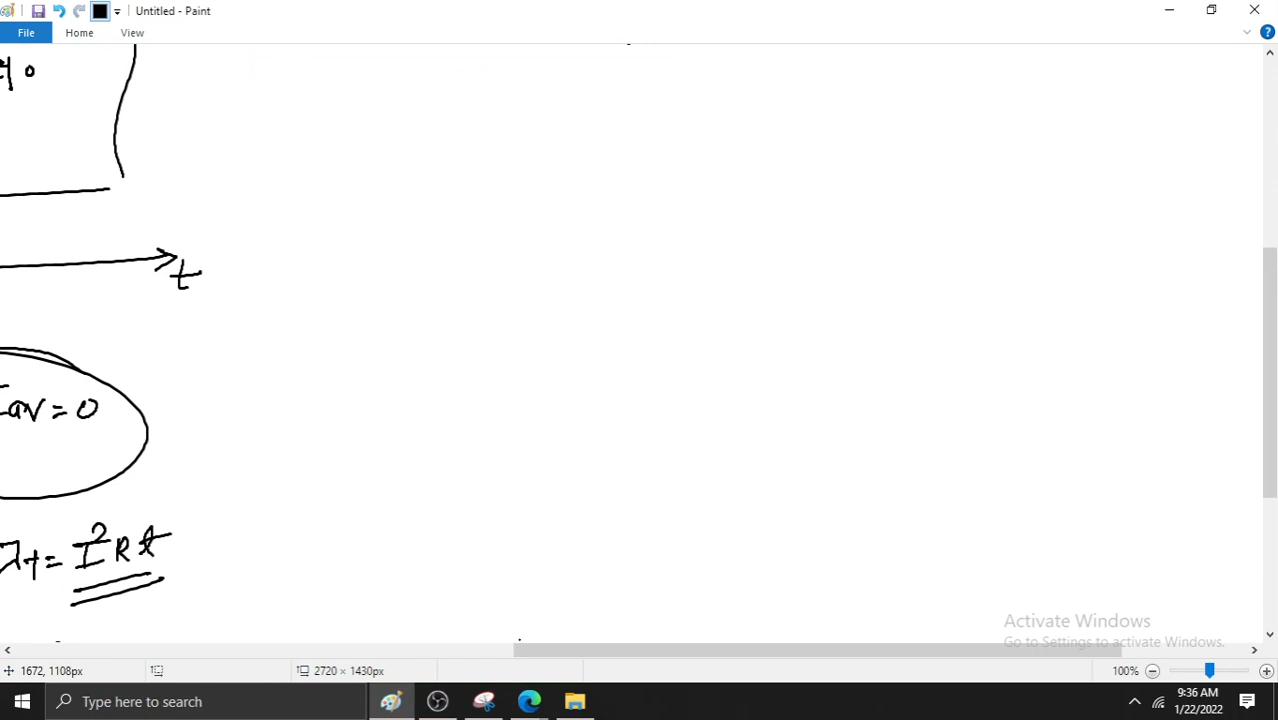 Untitled - Paint
File Home View
t
Iav = 0
= I²Rt
Activate Windows
Go to Settings to activate Windows.
1672, 1108px
2720 × 1430px
100%
Type here to search
9:36 AM
1/22/2022